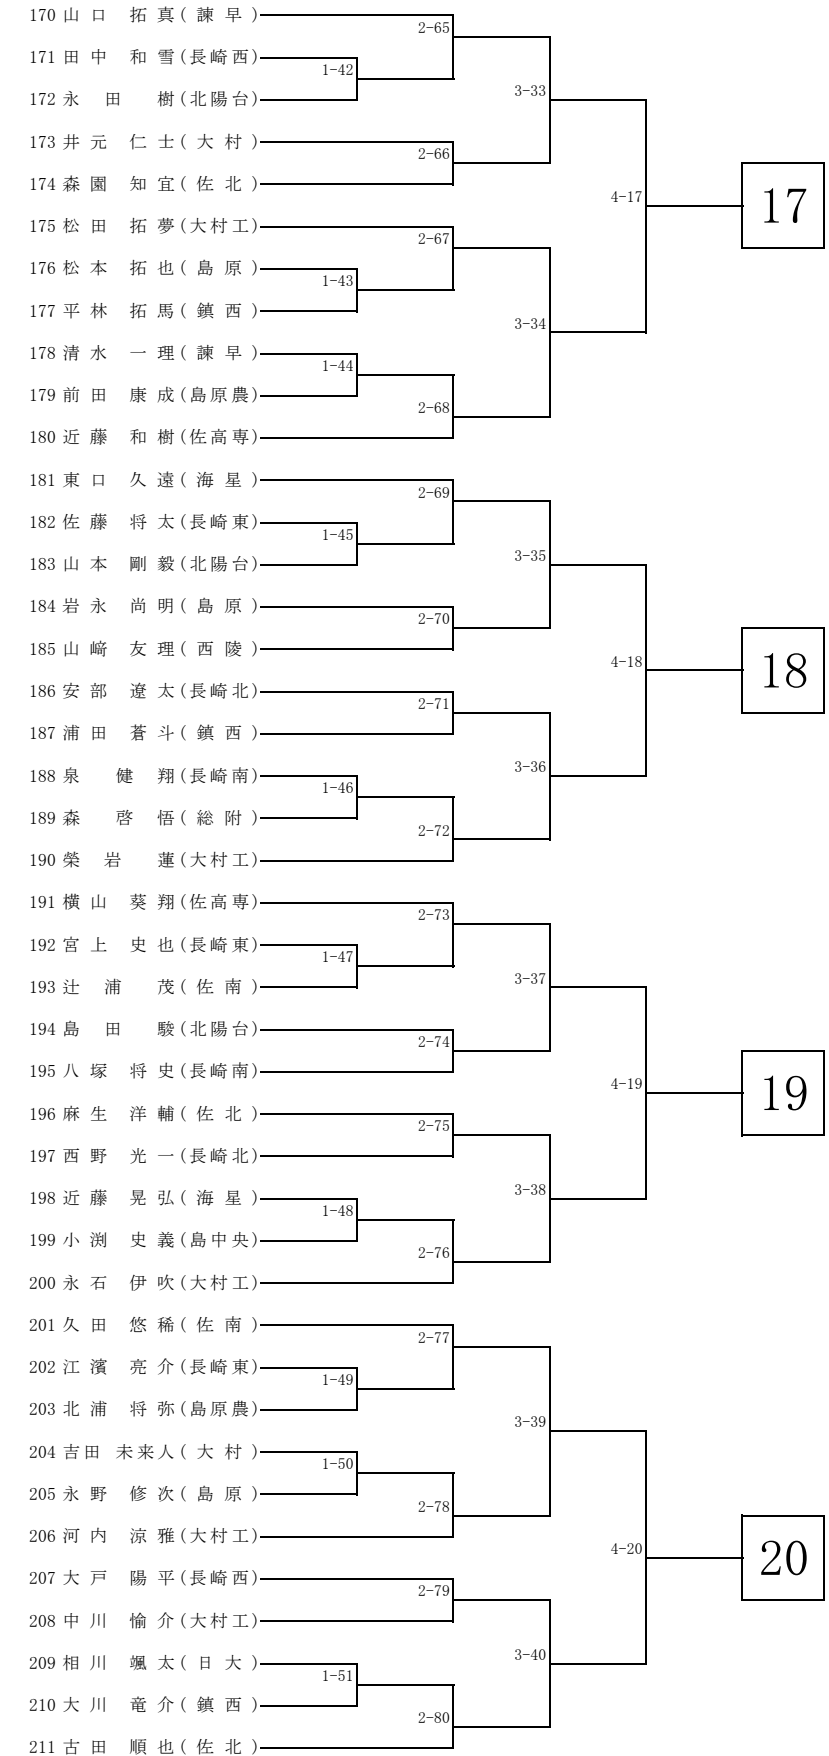 170 山口 拓真(諫早)
2-65
171 田中 和雪(長崎西)
1-42
172 永田 樹(北陽台)
3-33
173 井元 仁士(大村)
2-66
174 森園 知宜(佐北)
4-17
17
175 松田 拓夢(大村工)
2-67
176 松本 拓也(島原)
1-43
177 平林 拓馬(鎮西)
3-34
178 清水 一理(諫早)
1-44
179 前田 康成(島原農)
2-68
180 近藤 和樹(佐高専)
181 東口 久遠(海星)
2-69
182 佐藤 将太(長崎東)
1-45
183 山本 剛毅(北陽台)
3-35
184 岩永 尚明(島原)
2-70
185 山﨑 友理(西陵)
4-18
18
186 安部 遼太(長崎北)
2-71
187 浦田 蒼斗(鎮西)
3-36
188 泉 健翔(長崎南)
1-46
189 森 啓悟(総附)
2-72
190 榮岩 蓮(大村工)
191 横山 葵翔(佐高専)
2-73
192 宮上 史也(長崎東)
1-47
193 辻浦 茂(佐南)
3-37
194 島田 駿(北陽台)
2-74
195 八塚 将史(長崎南)
4-19
19
196 麻生 洋輔(佐北)
2-75
197 西野 光一(長崎北)
3-38
198 近藤 晃弘(海星)
1-48
199 小渕 史義(島中央)
2-76
200 永石 伊吹(大村工)
201 久田 悠稀(佐南)
2-77
202 江濱 亮介(長崎東)
1-49
203 北浦 将弥(島原農)
3-39
204 吉田 未来人(大村)
1-50
205 永野 修次(島原)
2-78
206 河内 涼雅(大村工)
4-20
20
207 大戸 陽平(長崎西)
2-79
208 中川 愉介(大村工)
3-40
209 相川 颯太(日大)
1-51
210 大川 竜介(鎮西)
2-80
211 古田 順也(佐北)